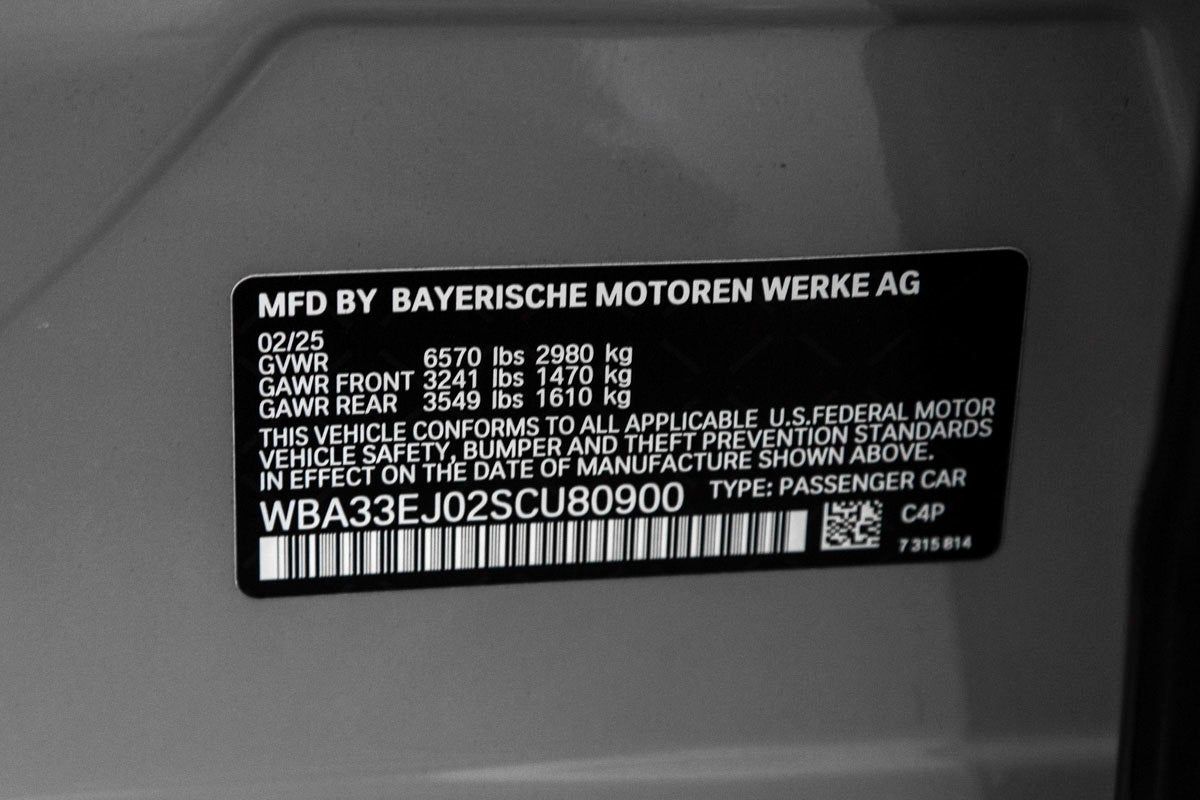 MFD BY BAYERISCHE MOTOREN WERKE AG
02/25
GVWR 6570 lbs 2980 kg
GAWR FRONT 3241 lbs 1470 kg
GAWR REAR 3549 lbs 1610 kg
THIS VEHICLE CONFORMS TO ALL APPLICABLE U.S.FEDERAL MOTOR
VEHICLE SAFETY, BUMPER AND THEFT PREVENTION STANDARDS
IN EFFECT ON THE DATE OF MANUFACTURE SHOWN ABOVE.
WBA33EJ02SCU80900 TYPE: PASSENGER CAR
C4P
7 315 814